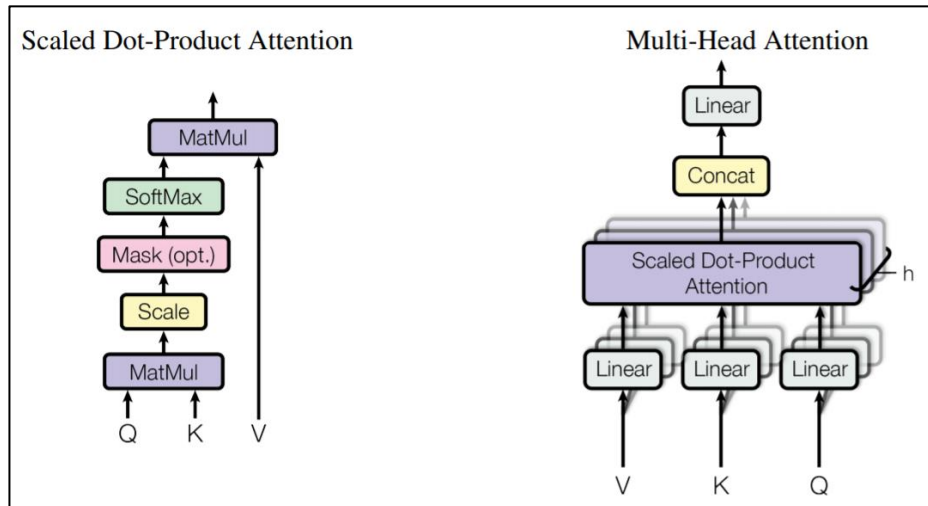 Scaled Dot-Product Attention
MatMul
SoftMax
Mask (opt.)
Scale
MatMul
Q K V
Multi-Head Attention
Linear
Concat
Scaled Dot-Product
Attention
h
Linear Linear Linear
V K Q